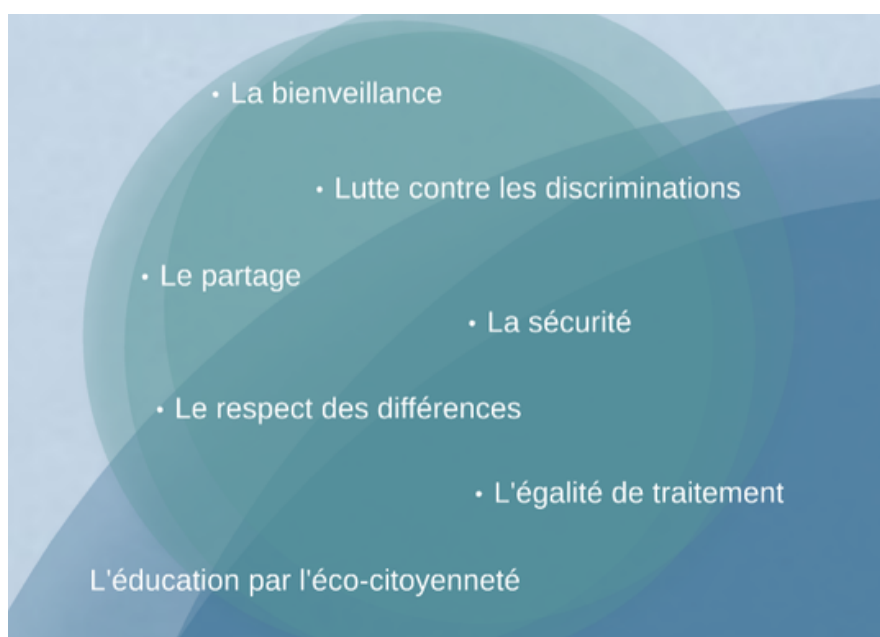 • La bienveillance
• Lutte contre les discriminations
• Le partage
• La sécurité
• Le respect des différences
• L'égalité de traitement
L'éducation par l'éco-citoyenneté